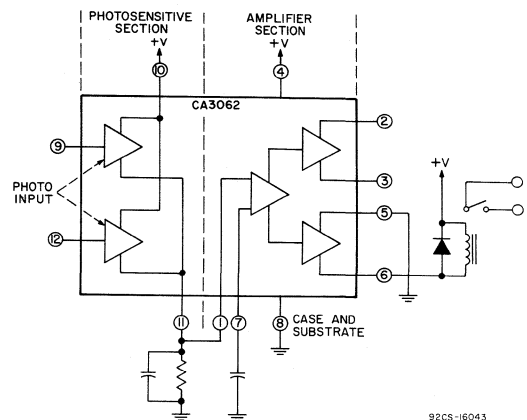 PHOTOSENSITIVE
SECTION
+V
AMPLIFIER
SECTION
+V
10
4
CA3062
9
2
PHOTO
INPUT
3
5
+V
12
6
11
1
7
8
CASE AND
SUBSTRATE
92CS-16043